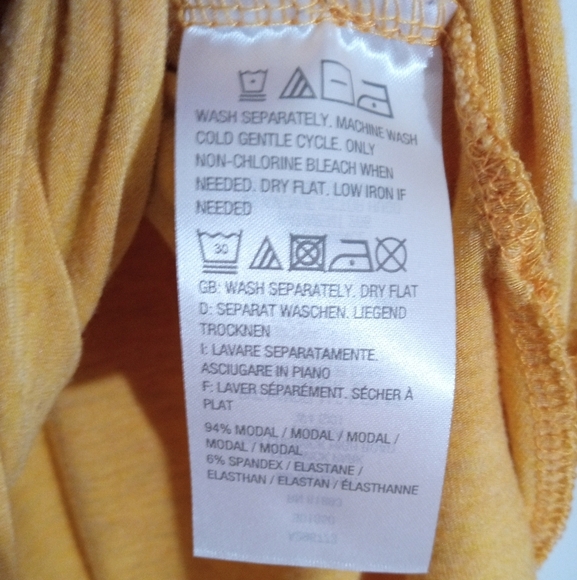 WASH SEPARATELY. MACHINE WASH
COLD GENTLE CYCLE. ONLY
NON-CHLORINE BLEACH WHEN
NEEDED. DRY FLAT. LOW IRON IF
NEEDED
30
GB: WASH SEPARATELY. DRY FLAT
D: SEPARAT WASCHEN. LIEGEND
TROCKNEN
I: LAVARE SEPARATAMENTE.
ASCIUGARE IN PIANO
F: LAVER SÉPARÉMENT. SÉCHER À
PLAT
94% MODAL / MODAL / MODAL /
MODAL / MODAL
6% SPANDEX / ELASTANE /
ELASTHAN / ELASTAN / ÉLASTHANNE